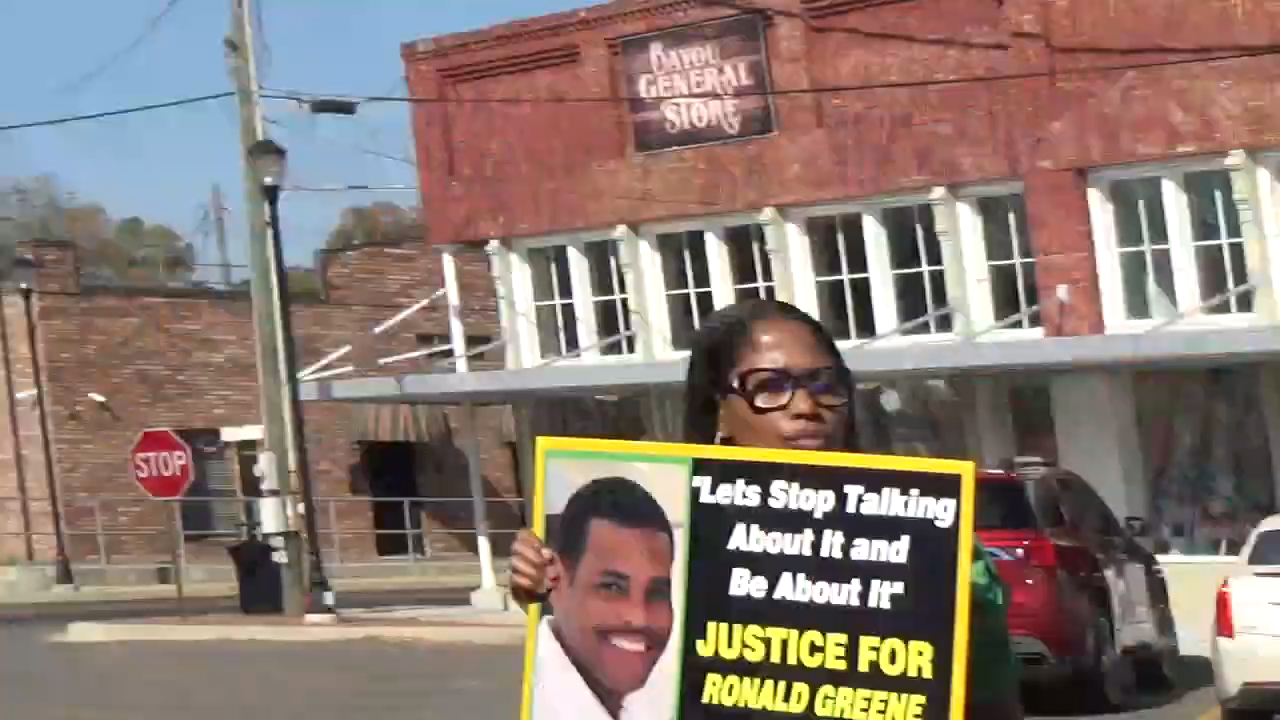 BAYOU
GENERAL
STORE
STOP
"Lets Stop Talking
About It and
Be About It"
JUSTICE FOR
RONALD GREENE